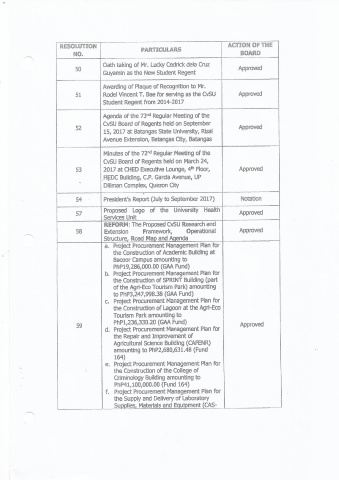 RESOLUTION NO. PARTICULARS ACTION OF THE BOARD
50 Oath taking of Mr. Lucky Cedrick dela Cruz
Guyamin as the New Student Regent Approved
51 Awarding of Plaque of Recognition to Mr.
Rodel Vincent T. Bae for serving as the CvSU
Student Regent from 2014-2017 Approved
52 Agenda of the 73rd Regular Meeting of the
CvSU Board of Regents held on September
15, 2017 at Batangas State University, Rizal
Avenue Extension, Batangas City, Batangas Approved
53 Minutes of the 72nd Regular Meeting of the
CvSU Board of Regents held on March 24,
2017 at CHED Executive Lounge, 4th Floor,
HEDC Building, C.P. Garcia Avenue, UP
Diliman Complex, Quezon City Approved
54 President's Report (July to September 2017) Notation
57 Proposed Logo of the University Health
Services Unit Approved
58 REFORM: The Proposed CvSU Research and
Extension Framework, Operational
Structure, Road Map and Agenda Approved
59 a. Project Procurement Management Plan for
the Construction of Academic Building at
Bacoor Campus amounting to
PhP19,286,000.00 (GAA Fund)
b. Project Procurement Management Plan for
the Construction of SPRINT Building (part
of the Agri-Eco Tourism Park) amounting
to PhP3,247,998.38 (GAA Fund)
c. Project Procurement Management Plan for
the Construction of Lagoon at the Agri-Eco
Tourism Park amounting to
PhP1,236,330.20 (GAA Fund)
d. Project Procurement Management Plan for
the Repair and Improvement of
Agricultural Science Building (CAFENR)
amounting to PhP2,680,631.48 (Fund
164)
e. Project Procurement Management Plan for
the Construction of the College of
Criminology Building amounting to
PhP41,100,000.00 (Fund 164)
f. Project Procurement Management Plan for
the Supply and Delivery of Laboratory
Supplies, Materials and Equipment (CAS- Approved